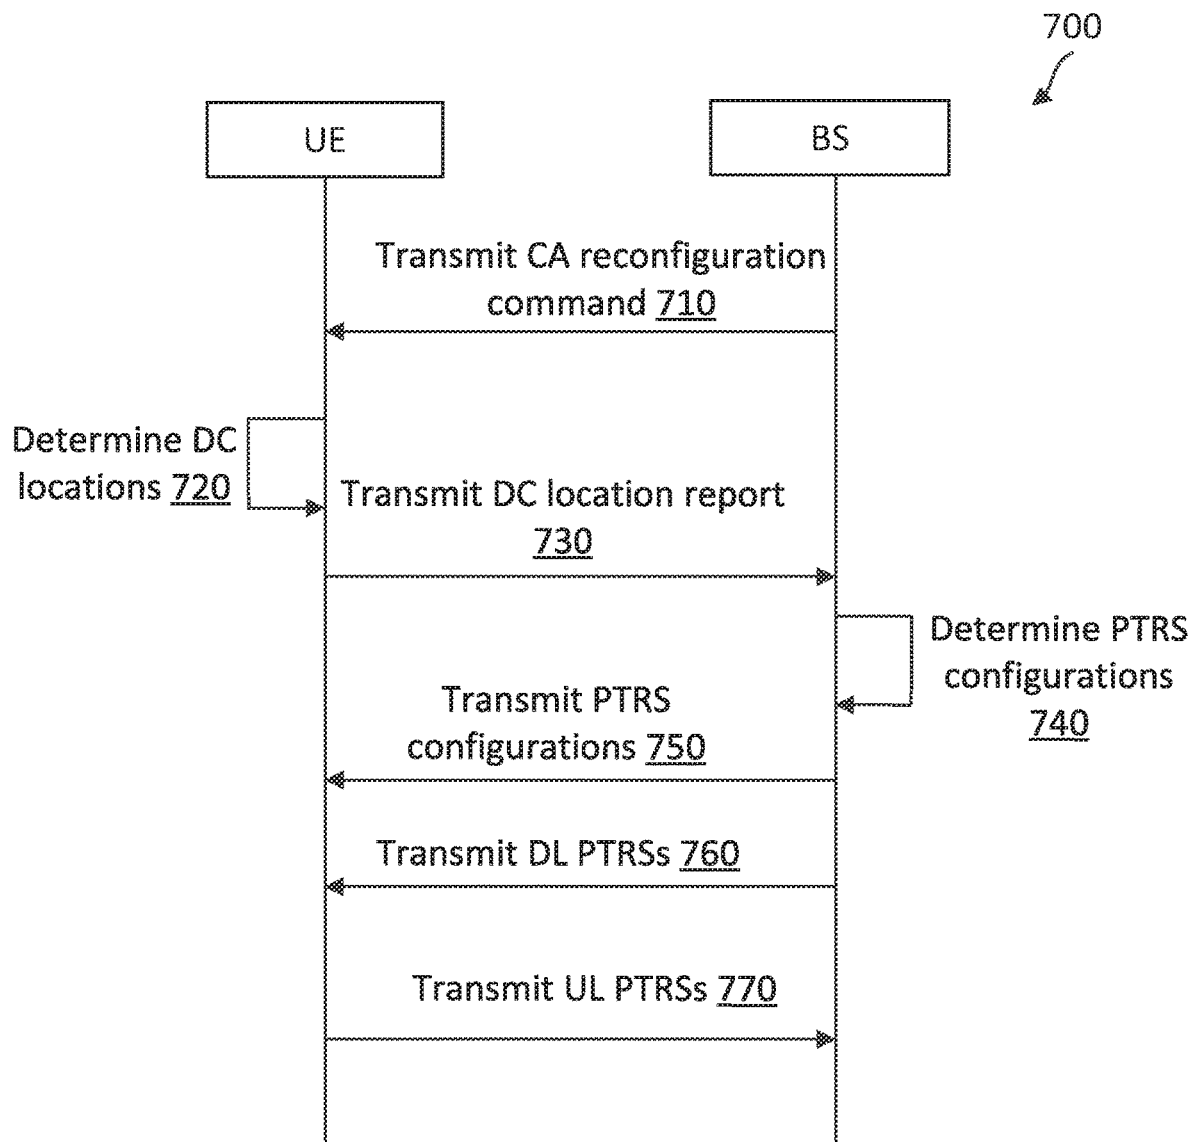 700
UE
BS
Transmit CA reconfiguration
command 710
Determine DC
locations 720
Transmit DC location report
730
Determine PTRS
configurations
740
Transmit PTRS
configurations 750
Transmit DL PTRSs 760
Transmit UL PTRSs 770